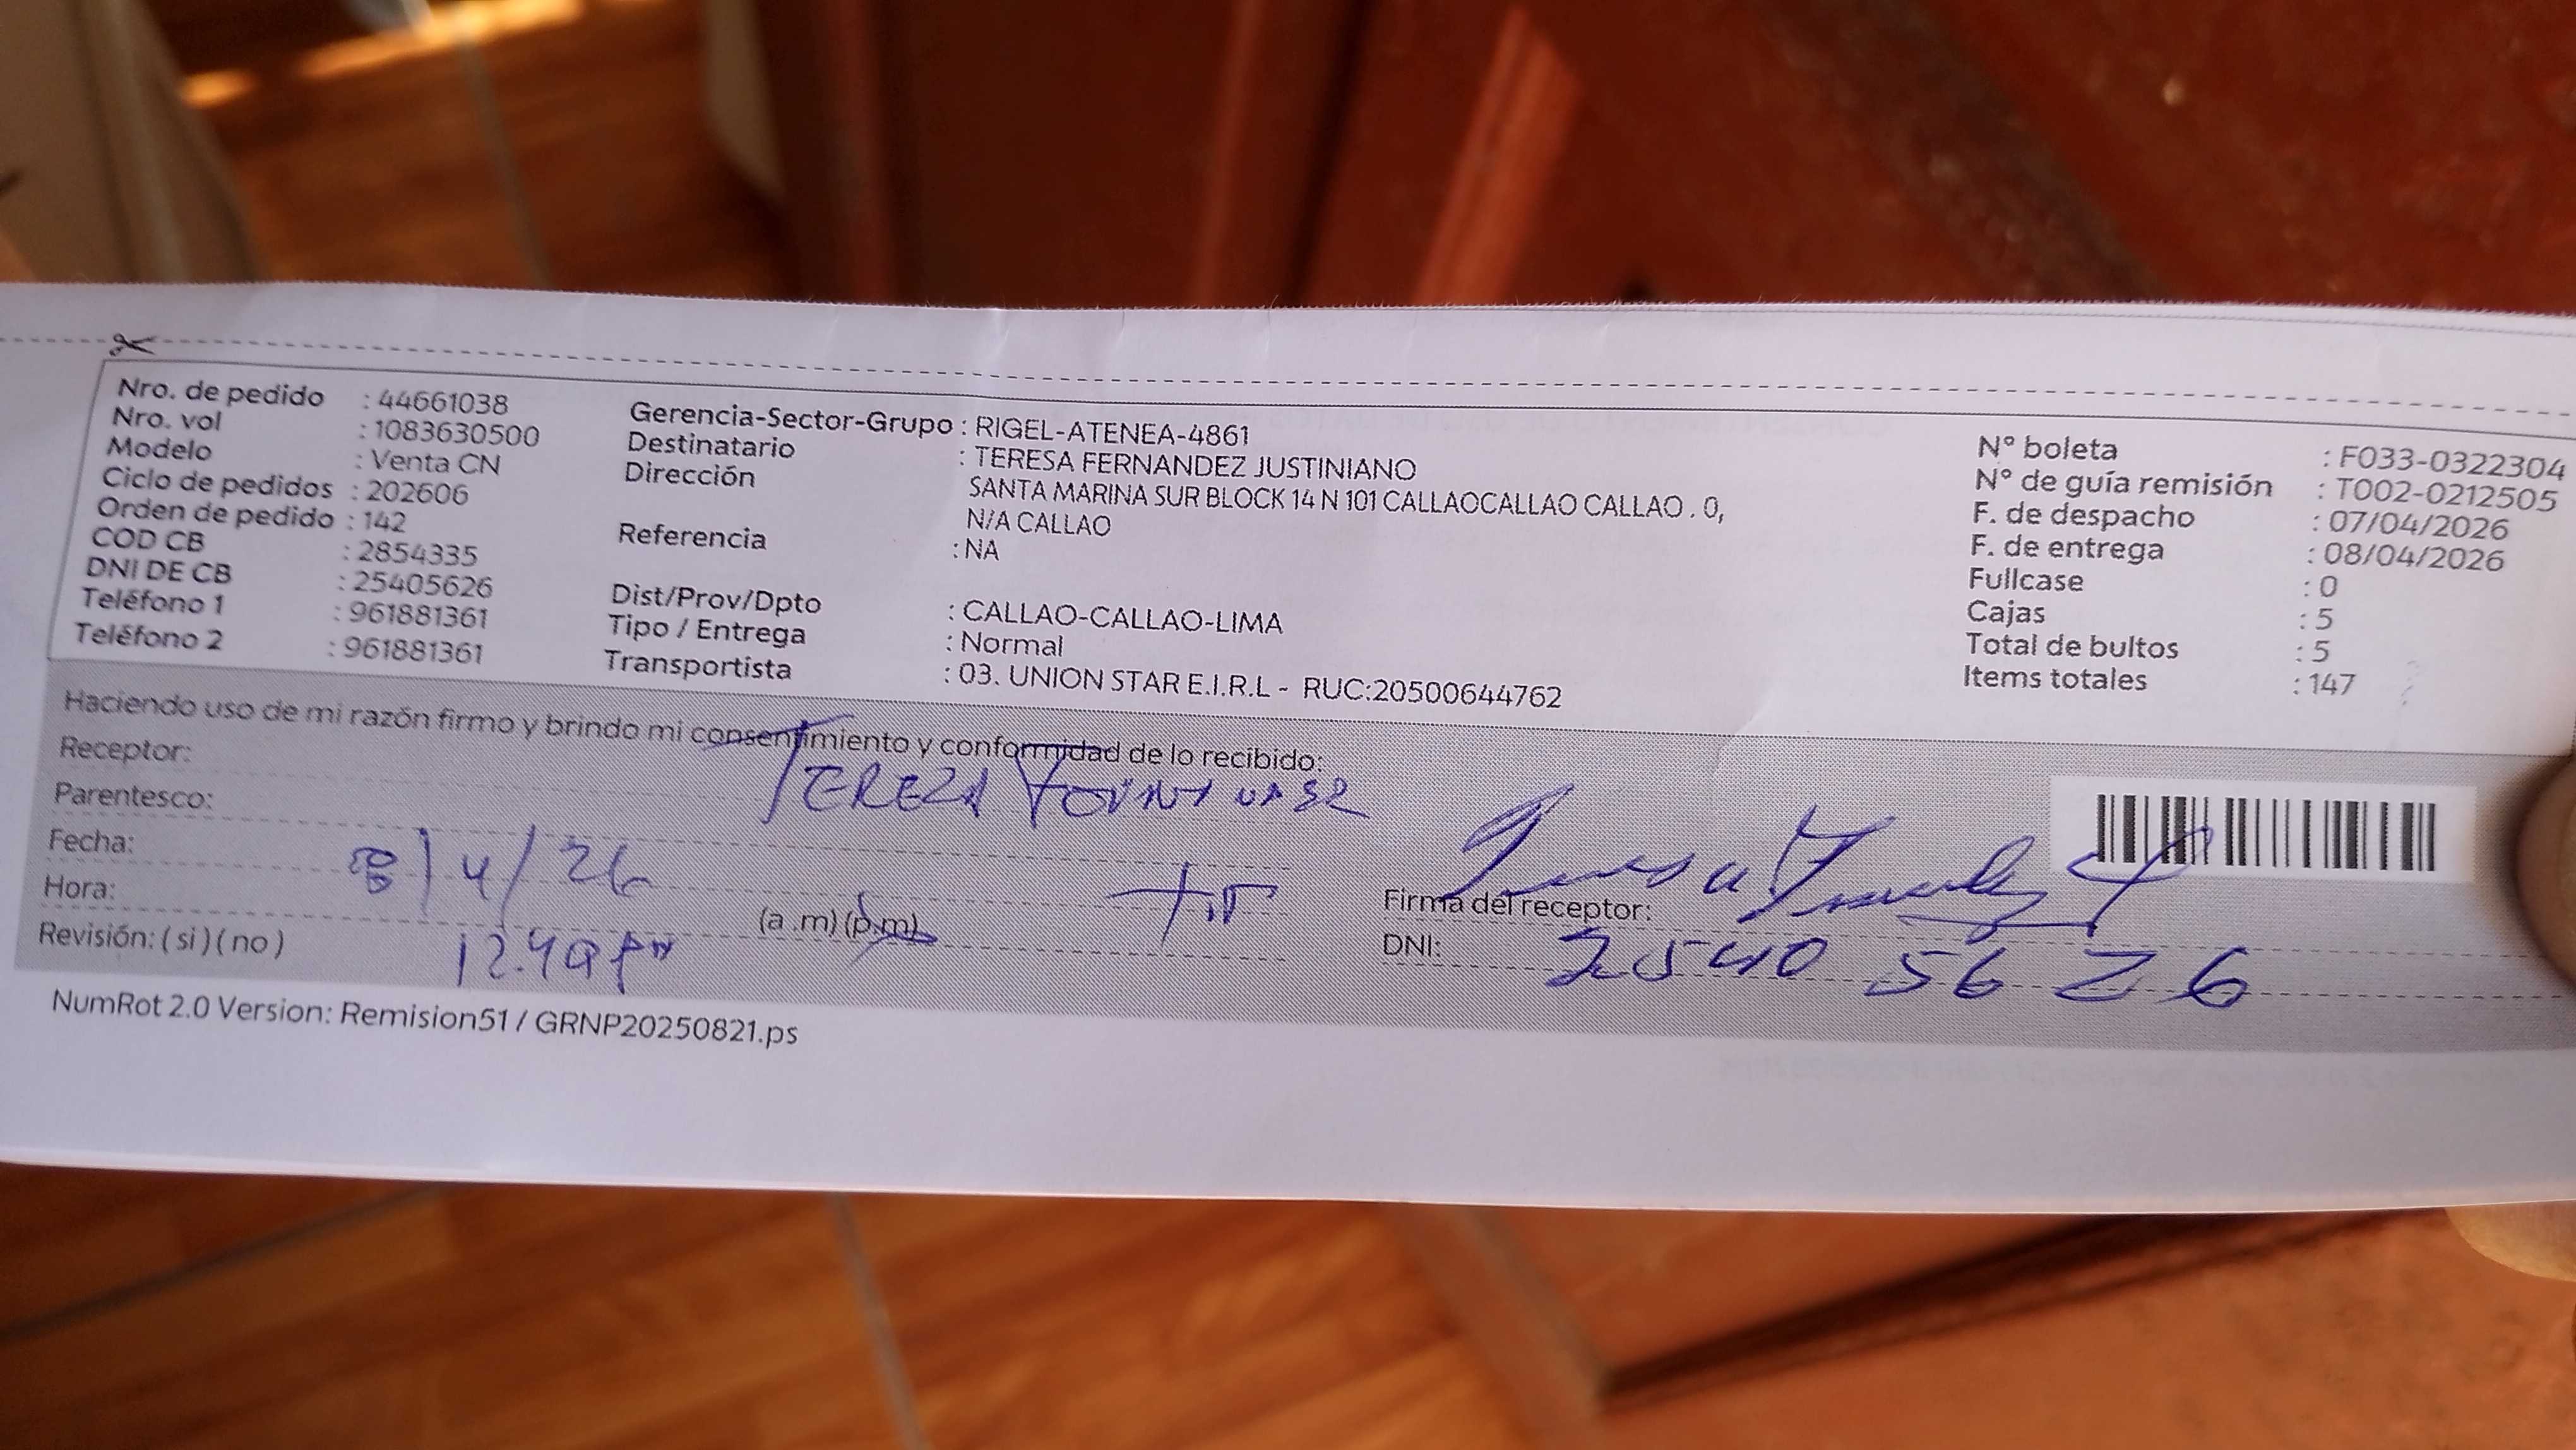 Nro. de pedido : 44661038
Nro. vol : 1083630500
Modelo : Venta CN
Ciclo de pedidos : 202606
Orden de pedido : 142
COD CB : 2854335
DNI DE CB : 25405626
Teléfono 1 : 961881361
Teléfono 2 : 961881361
Gerencia-Sector-Grupo : RIGEL-ATENEA-4861
Destinatario : TERESA FERNANDEZ JUSTINIANO
Dirección SANTA MARINA SUR BLOCK 14 N 101 CALLAOCALLAO CALLAO . 0,
N/A CALLAO
Referencia : NA
Dist/Prov/Dpto : CALLAO-CALLAO-LIMA
Tipo / Entrega : Normal
Transportista : 03. UNION STAR E.I.R.L - RUC:20500644762
N° boleta : F033-0322304
N° de guía remisión : T002-0212505
F. de despacho : 07/04/2026
F. de entrega : 08/04/2026
Fullcase : 0
Cajas : 5
Total de bultos : 5
Items totales : 147
Haciendo uso de mi razón firmo y brindo mi consentimiento y conformidad de lo recibido:
Receptor: TEREZA
Parentesco:
Fecha: 8/4/26
Hora: (a .m) (p.m)
Revisión: ( si ) ( no )
Firma del receptor: Teresa
DNI: 25405626
NumRot 2.0 Version: Remision51 / GRNP20250821.ps